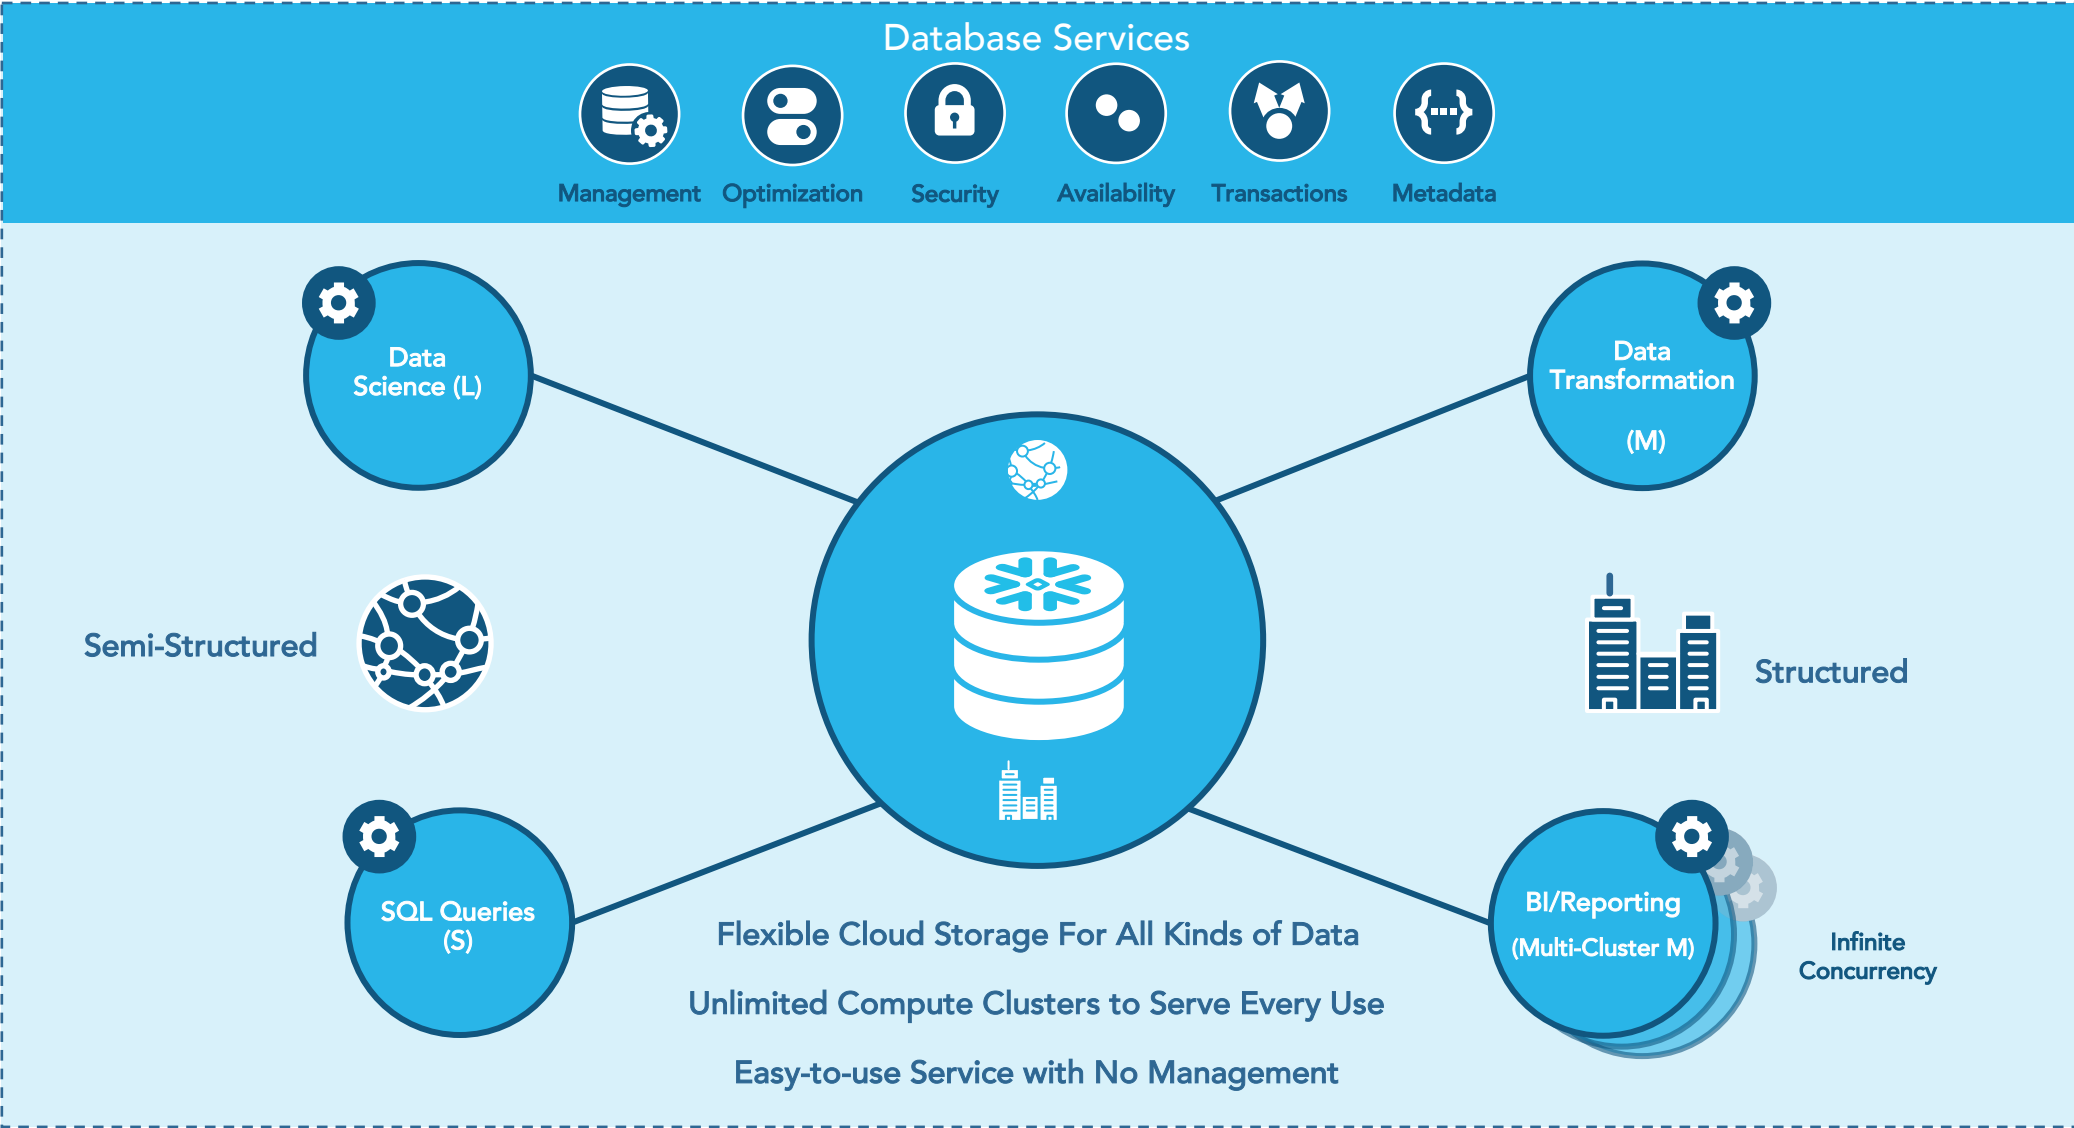 Database Services
Management
Optimization
Security
Availability
Transactions
Metadata
Data
Science (L)
Data
Transformation
(M)
Semi-Structured
Structured
SQL Queries
(S)
BI/Reporting
(Multi-Cluster M)
Infinite
Concurrency
Flexible Cloud Storage For All Kinds of Data
Unlimited Compute Clusters to Serve Every Use
Easy-to-use Service with No Management